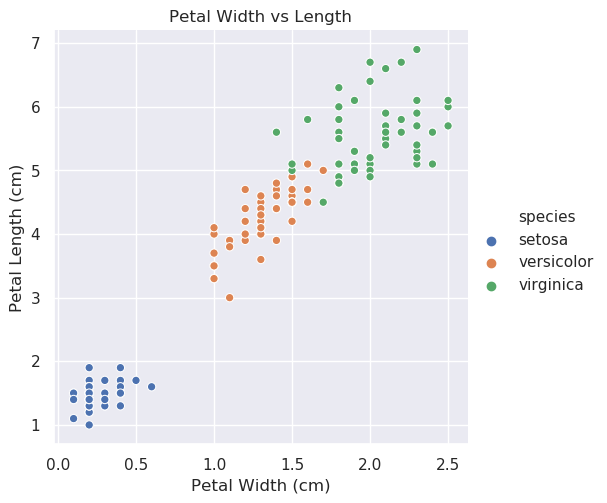 Petal Width vs Length
Petal Length (cm)
7
6
5
4
3
2
1
0.0 0.5 1.0 1.5 2.0 2.5
Petal Width (cm)
species
setosa
versicolor
virginica